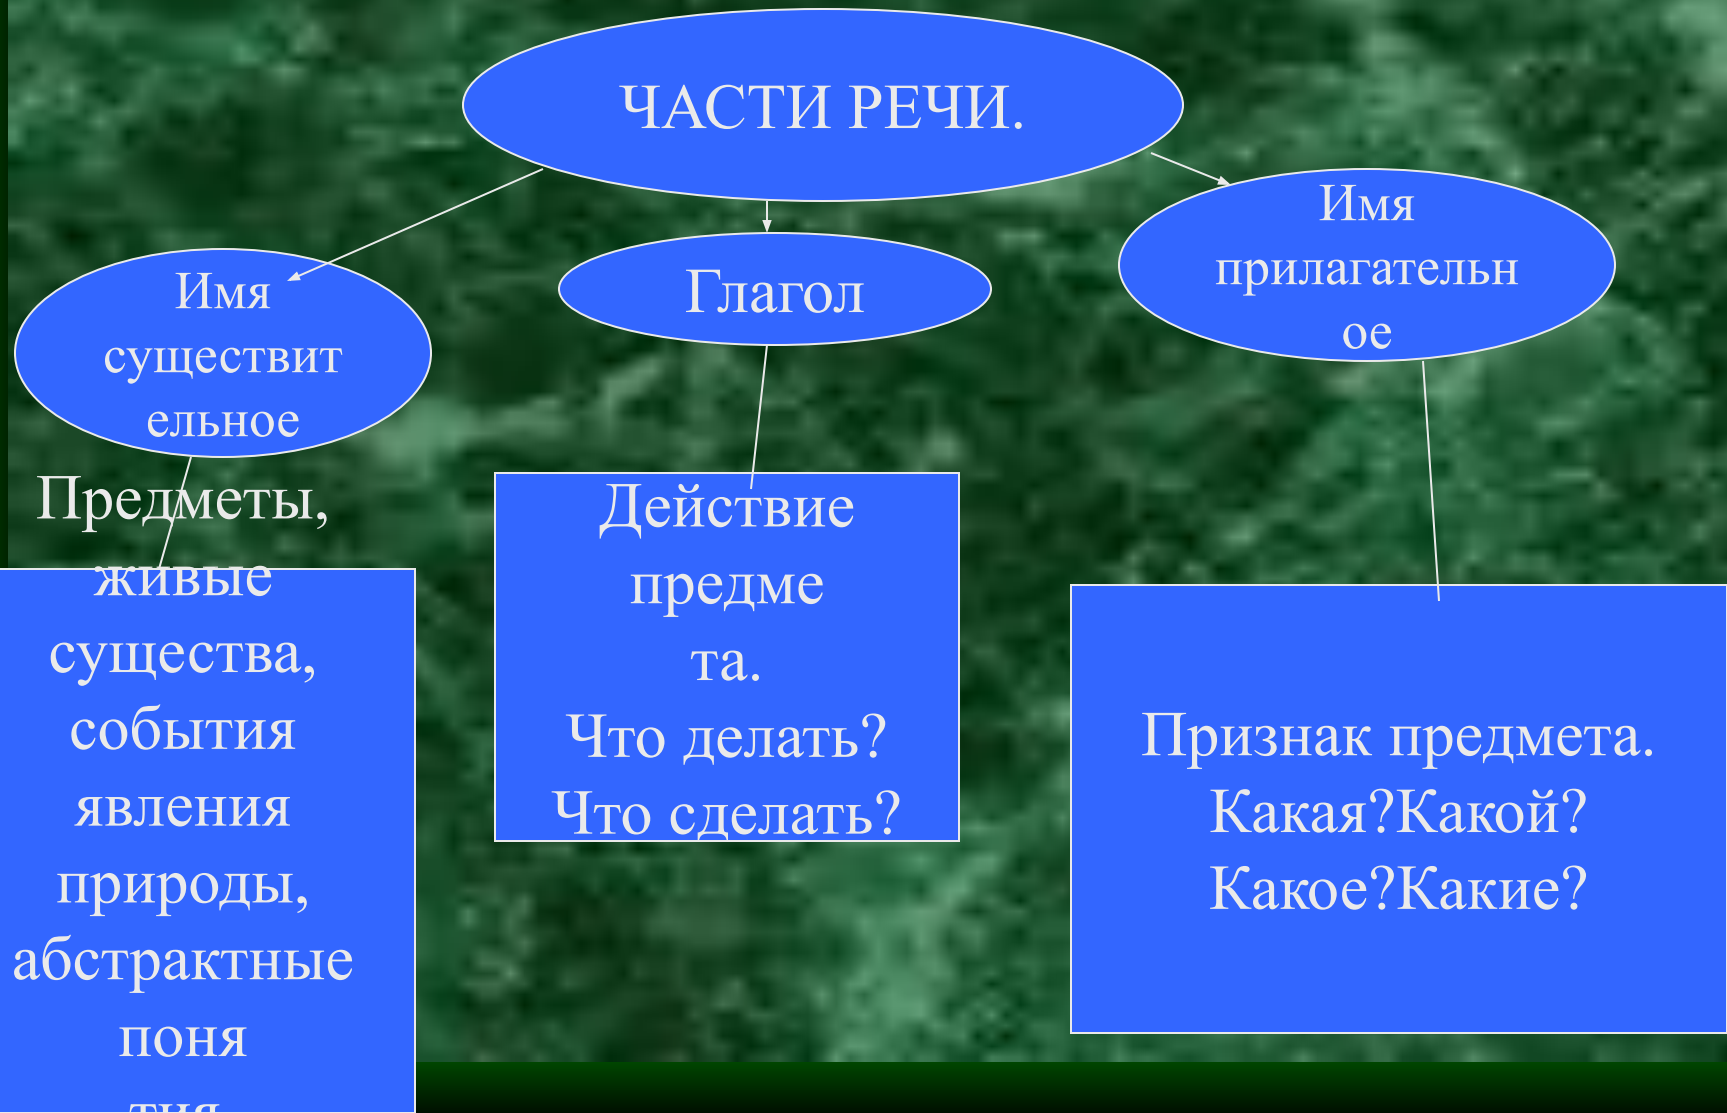 ЧАСТИ РЕЧИ.
Имя
существит
ельное
Глагол
Имя
прилагательн
ое
Предметы,
живые
существа,
события
явления
природы,
абстрактные
поня
тия
Действие
предме
та.
Что делать?
Что сделать?
Признак предмета.
Какая?Какой?
Какое?Какие?